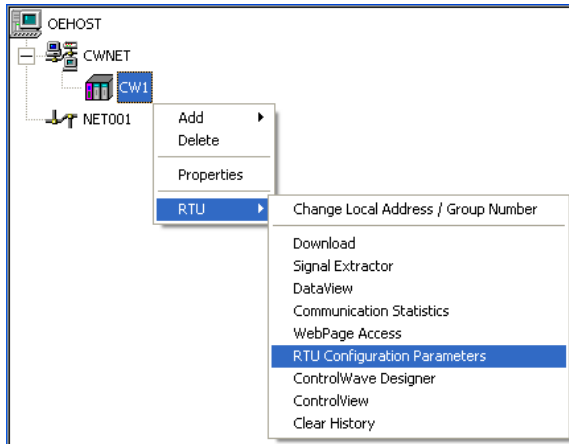 OEHOST
CWNET
CW1
NET001
Add
Delete
Properties
RTU
Change Local Address / Group Number
Download
Signal Extractor
DataView
Communication Statistics
WebPage Access
RTU Configuration Parameters
ControlWave Designer
ControlView
Clear History